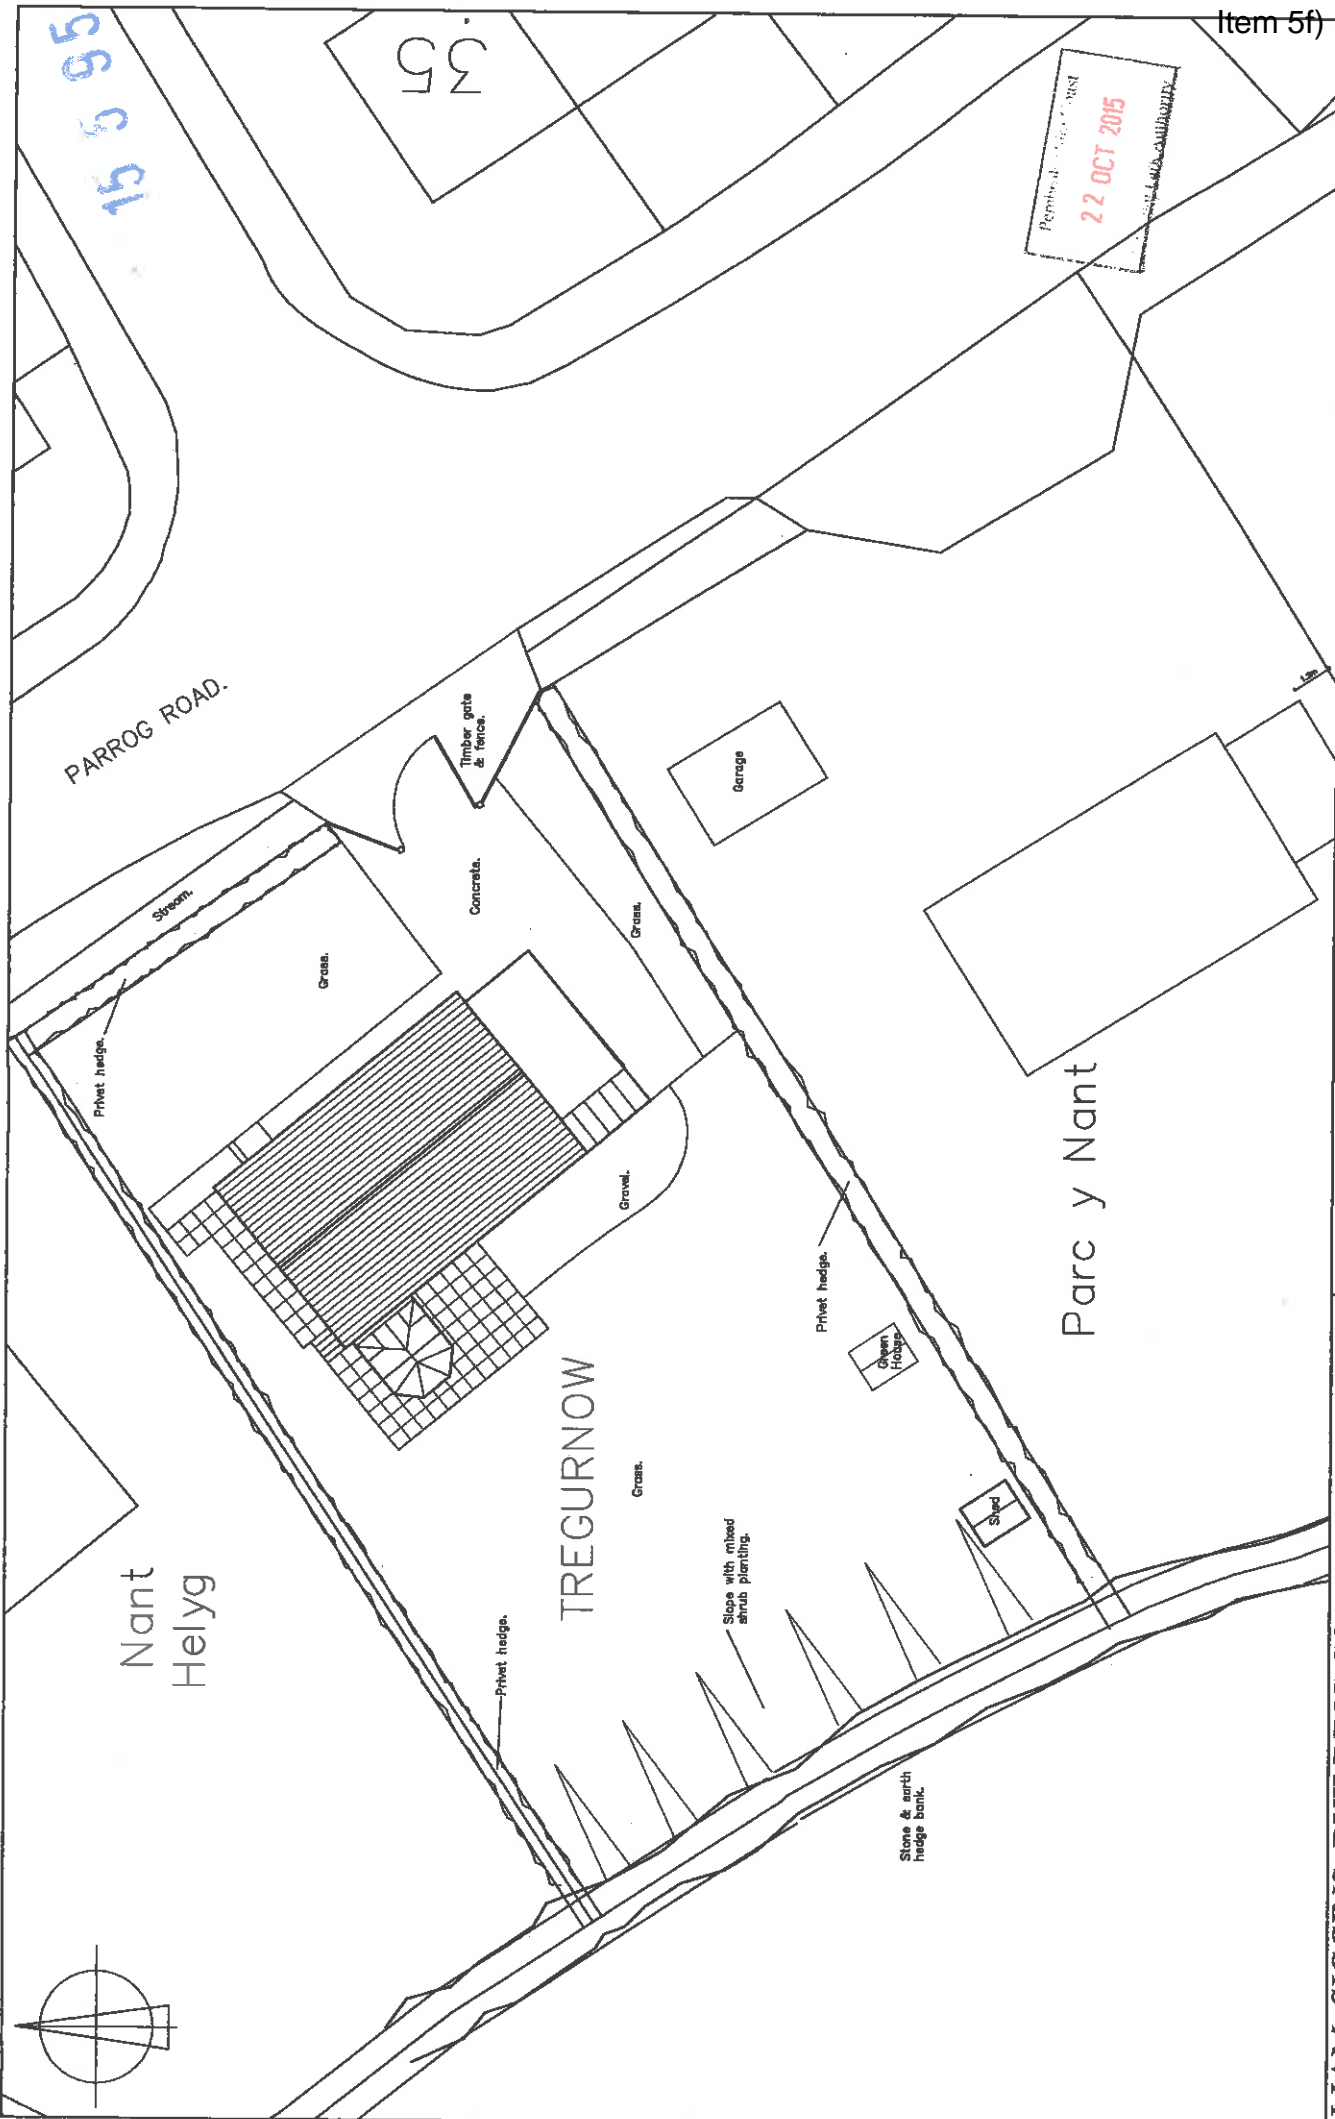 Item 5f)
15 5 95
35
22 OCT 2015
PARROG ROAD.
Timber gate
& fence.
Stream.
Concrete.
Garage
Grass.
Grass.
Privet hedge.
Gravel.
Privet hedge.
Parc y Nant
Green
House
TREGURNOW
Grass.
Shed
Slope with mixed
shrub planting.
Nant
Helyg
Privet hedge.
Stone & earth
hedge bank.